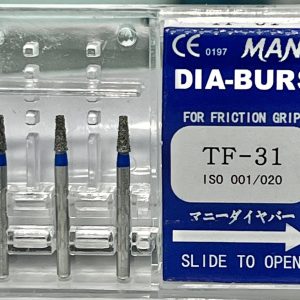 CE 0197 MAN
DIA-BURS
FOR FRICTION GRIP
TF-31
ISO 001/020
マニーダイヤバー
SLIDE TO OPEN